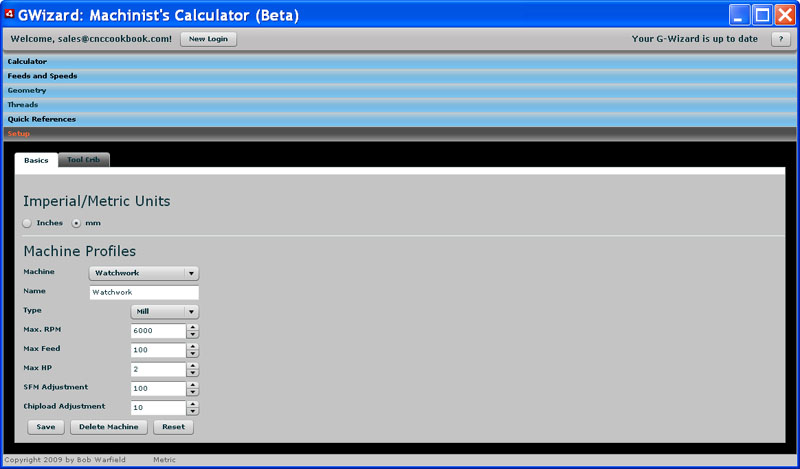 GWizard: Machinist's Calculator (Beta)
Welcome, sales@cnccookbook.com! New Login Your G-Wizard is up to date ?
Calculator
Feeds and Speeds
Geometry
Threads
Quick References
Setup
Basics Tool Crib
Imperial/Metric Units
Inches mm
Machine Profiles
Machine Watchwork
Name Watchwork
Type Mill
Max. RPM 6000
Max Feed 100
Max HP 2
SFM Adjustment 100
Chipload Adjustment 10
Save Delete Machine Reset
Copyright 2009 by Bob Warfield Metric